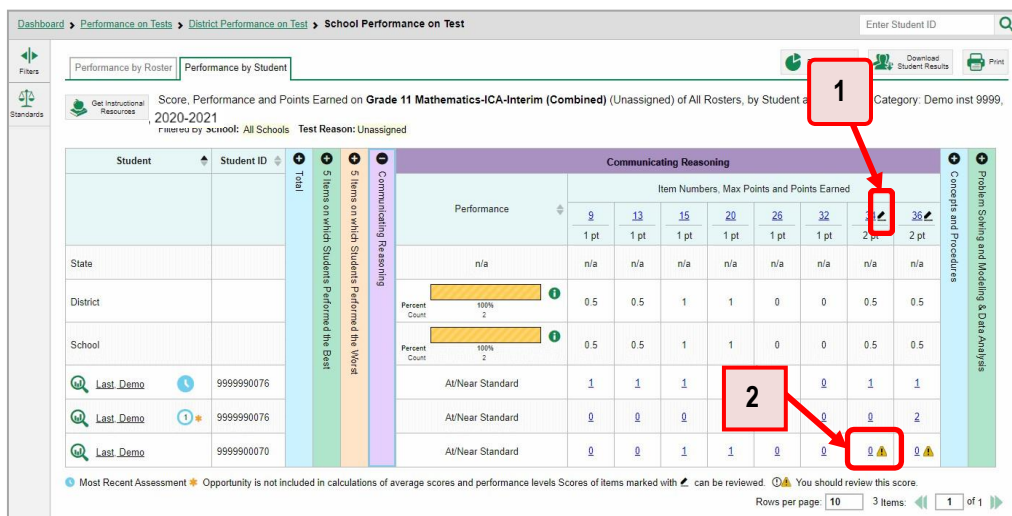 Dashboard > Performance on Tests > District Performance on Test > School Performance on Test
Enter Student ID
Filters
Standards
Performance by Roster
Performance by Student
Download Student Results
Print
1
Get Instructional Resources
Score, Performance and Points Earned on Grade 11 Mathematics-ICA-Interim (Combined) (Unassigned) of All Rosters, by Student a Category: Demo inst 9999,
, 2020-2021
Filtered By School: All Schools Test Reason: Unassigned
Student Student ID Total 5 Items on which Students Performed the Best 5 Items on which Students Performed the Worst Communicating Reasoning Communicating Reasoning Concepts and Procedures Problem Solving and Modeling & Data Analysis
Performance Item Numbers, Max Points and Points Earned
9 13 15 20 26 32 36
1 pt 1 pt 1 pt 1 pt 1 pt 1 pt 2 pt 2 pt
State n/a n/a n/a n/a n/a n/a n/a n/a n/a
District Percent 100% Count 2 0.5 0.5 1 1 0 0 0.5 0.5
School Percent 100% Count 2 0.5 0.5 1 1 0 0 0.5 0.5
Last, Demo 9999990076 At/Near Standard 1 1 1 0 1 1
2
Last, Demo 1 9999990076 At/Near Standard 0 0 0 0 0 2
Last, Demo 9999900070 At/Near Standard 0 0 1 1 0 0 0 0
Most Recent Assessment Opportunity is not included in calculations of average scores and performance levels Scores of items marked with can be reviewed. You should review this score.
Rows per page: 10 3 Items: 1 of 1